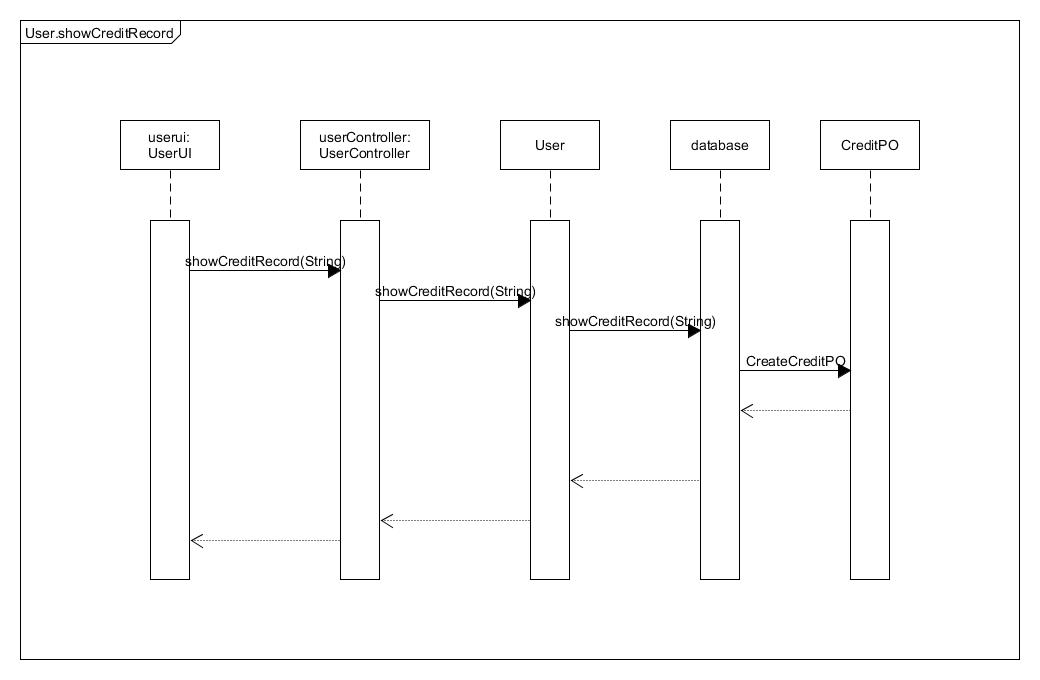 User.showCreditRecord
userui:
UserUI
userController:
UserController
User
database
CreditPO
showCreditRecord(String)
showCreditRecord(String)
showCreditRecord(String)
CreateCreditPO